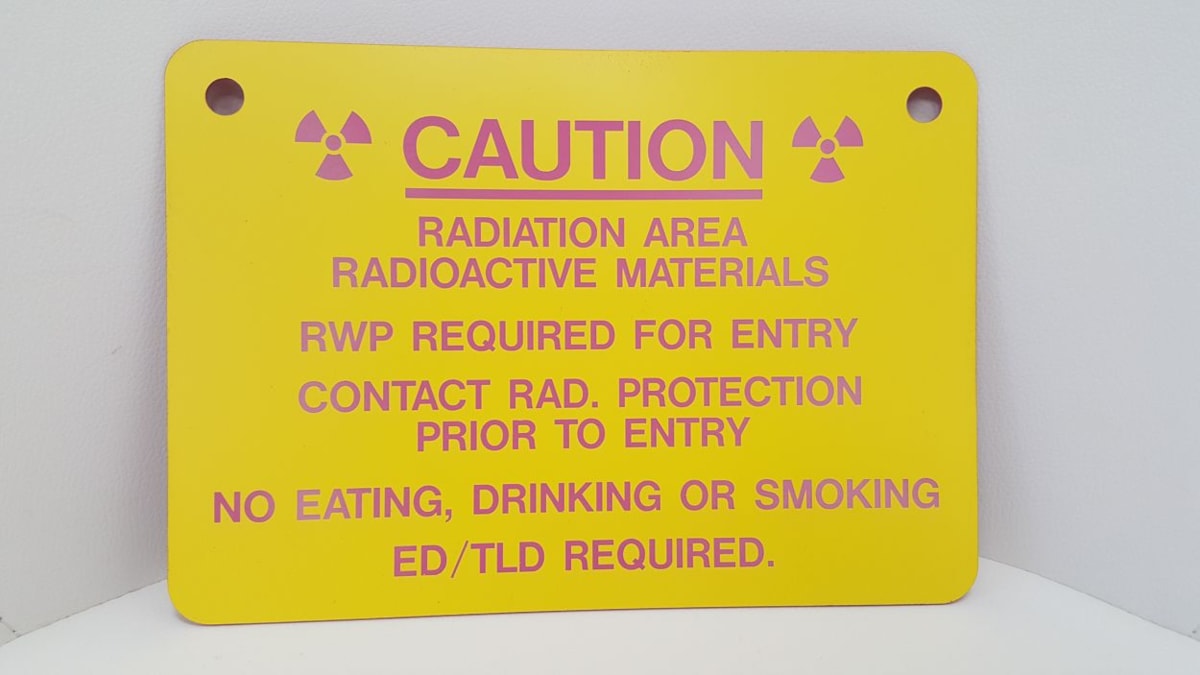 CAUTION
RADIATION AREA
RADIOACTIVE MATERIALS
RWP REQUIRED FOR ENTRY
CONTACT RAD. PROTECTION
PRIOR TO ENTRY
NO EATING, DRINKING OR SMOKING
ED/TLD REQUIRED.